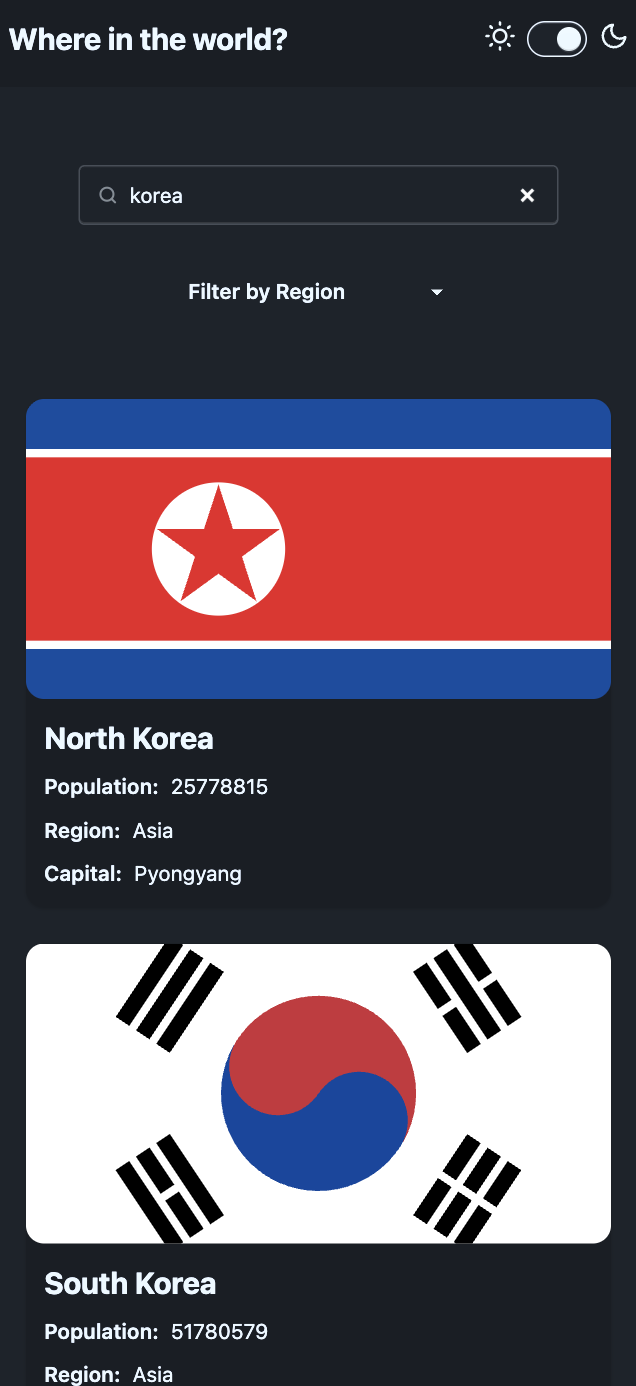 Where in the world?
korea
Filter by Region
North Korea
Population: 25778815
Region: Asia
Capital: Pyongyang
South Korea
Population: 51780579
Region: Asia